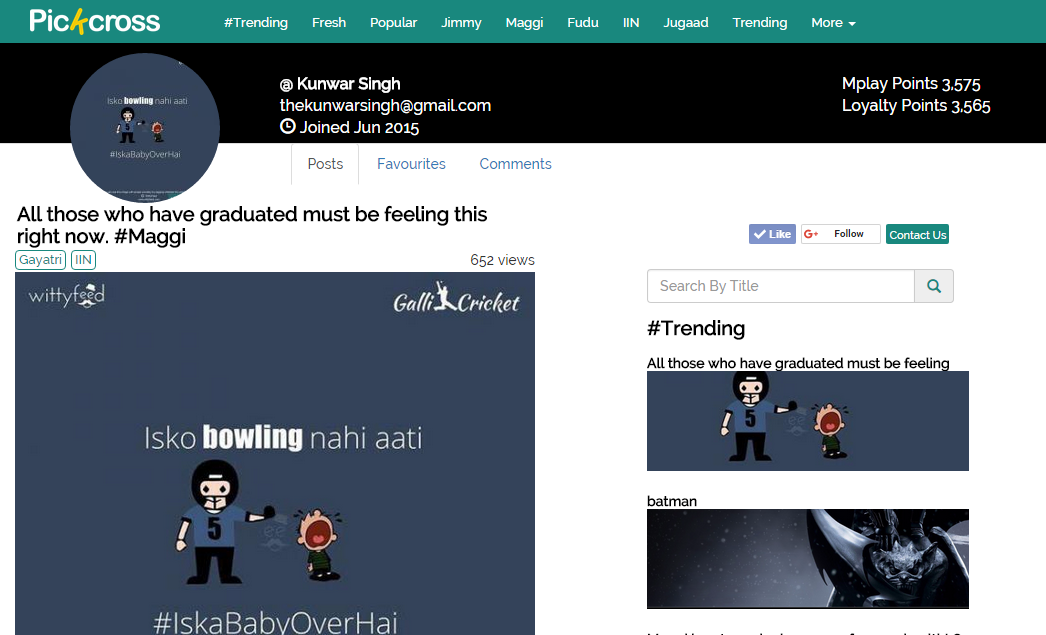 Pickcross
#Trending Fresh Popular Jimmy Maggi Fudu IIN Jugaad Trending More
Isko bowling nahi aati
#IskaBabyOverHai
@ Kunwar Singh
thekunwarsingh@gmail.com
Joined Jun 2015
Mplay Points 3,575
Loyalty Points 3,565
Posts Favourites Comments
All those who have graduated must be feeling this
right now. #Maggi
Gayatri IIN
652 views
wittyfeed
Galli Cricket
Isko bowling nahi aati
5
#IskaBabyOverHai
Like
G+ Follow
Contact Us
Search By Title
#Trending
All those who have graduated must be feeling
5
batman